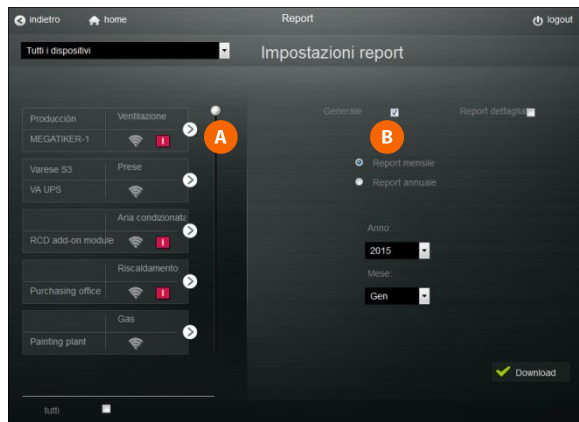 indietro home Report logout
Tutti i dispositivi Impostazioni report
Producción Ventilazione
MEGATIKER-1 I
A
Generale Report dettaglia
B
Varese S3 Prese
VA UPS
Report mensile
Report annuale
Aria condizionata
RCD add-on module I
Anno:
2015
Riscaldamento
Purchasing office I
Mese:
Gen
Gas
Painting plant
Download
tutti